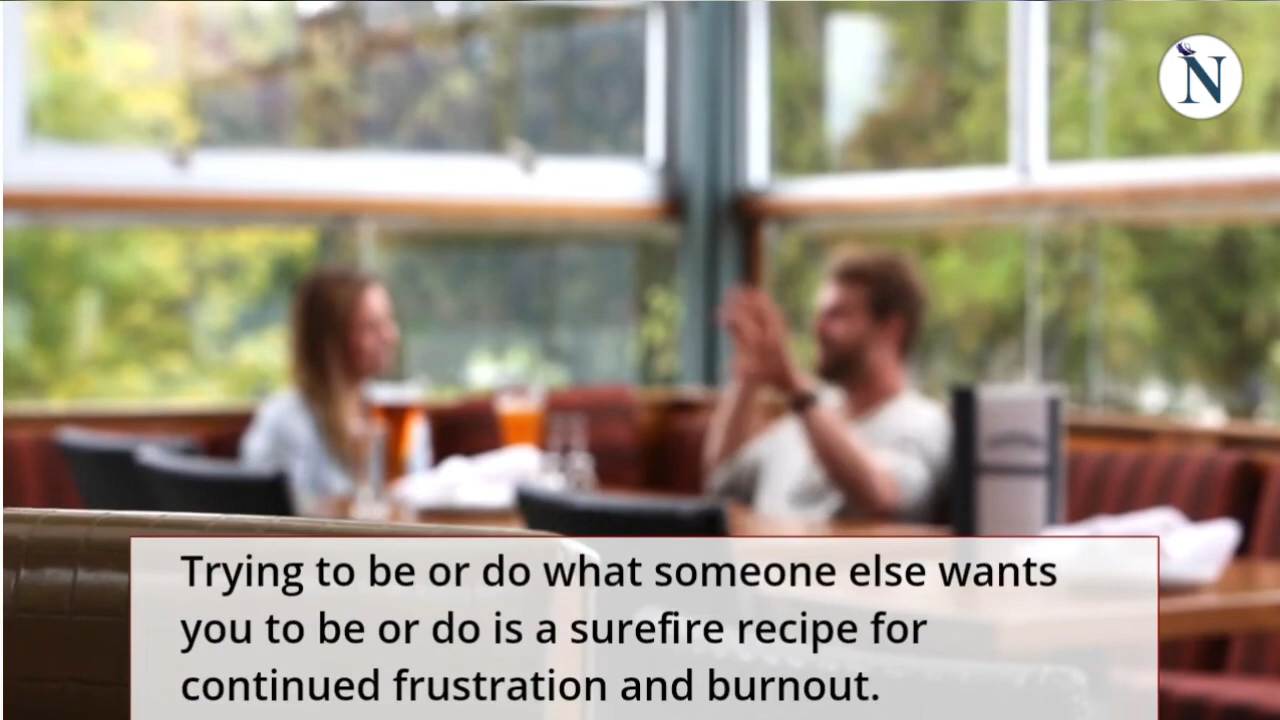 N
Trying to be or do what someone else wants
you to be or do is a surefire recipe for
continued frustration and burnout.